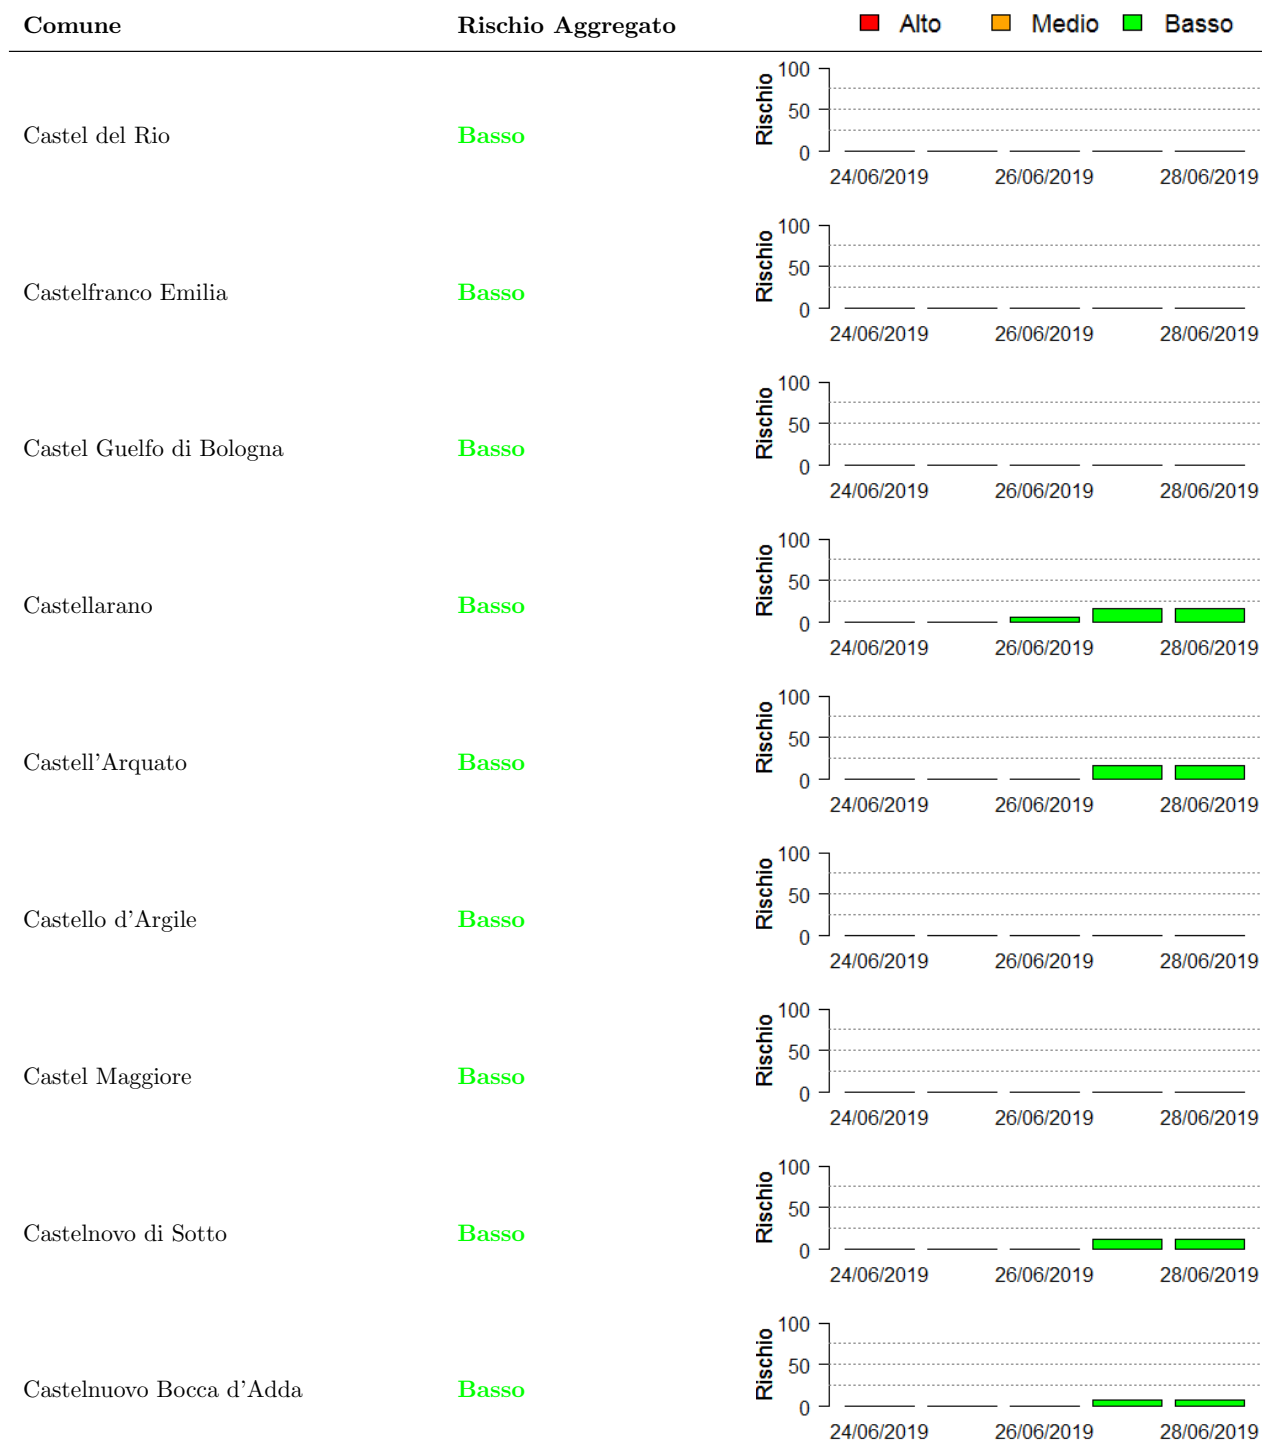 Comune Rischio Aggregato Alto Medio Basso
100
50
0
Rischio
Castel del Rio Basso
24/06/2019 26/06/2019 28/06/2019
100
50
0
Rischio
Castelfranco Emilia Basso
24/06/2019 26/06/2019 28/06/2019
100
50
0
Rischio
Castel Guelfo di Bologna Basso
24/06/2019 26/06/2019 28/06/2019
100
50
0
Rischio
Castellarano Basso
24/06/2019 26/06/2019 28/06/2019
100
50
0
Rischio
Castell'Arquato Basso
24/06/2019 26/06/2019 28/06/2019
100
50
0
Rischio
Castello d'Argile Basso
24/06/2019 26/06/2019 28/06/2019
100
50
0
Rischio
Castel Maggiore Basso
24/06/2019 26/06/2019 28/06/2019
100
50
0
Rischio
Castelnovo di Sotto Basso
24/06/2019 26/06/2019 28/06/2019
100
50
0
Rischio
Castelnuovo Bocca d'Adda Basso
24/06/2019 26/06/2019 28/06/2019